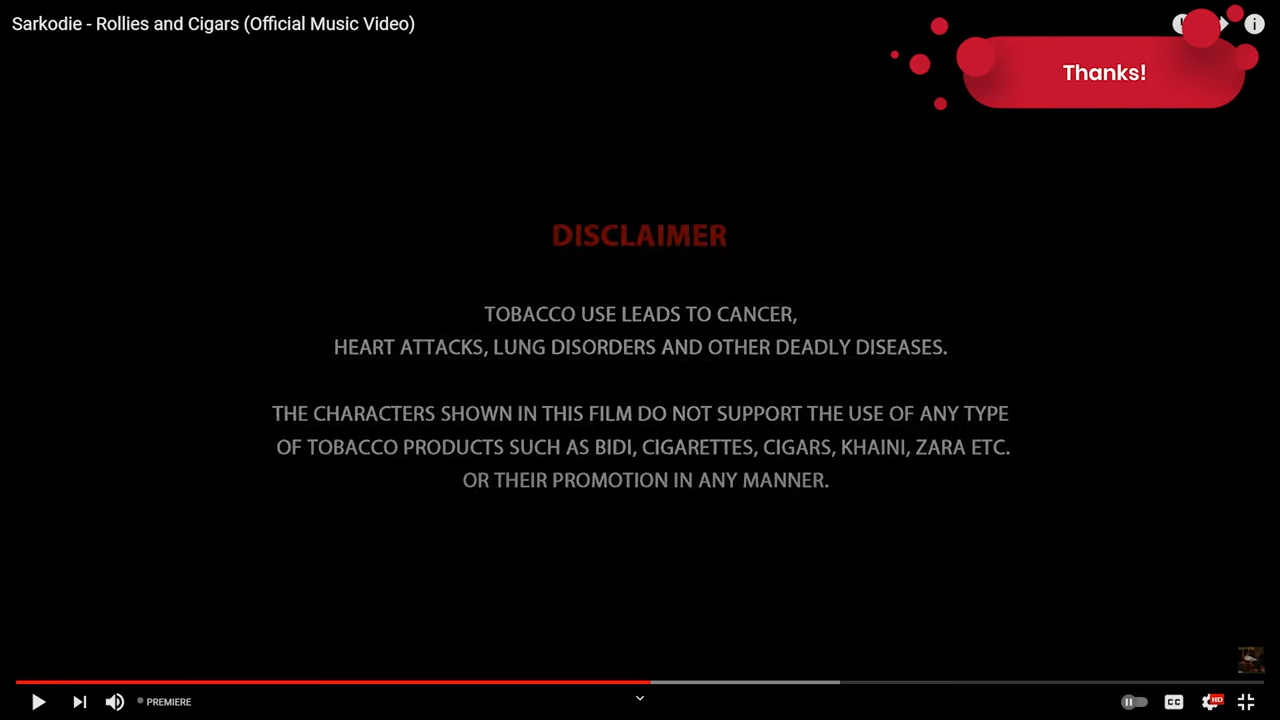 Sarkodie - Rollies and Cigars (Official Music Video)
Thanks!
DISCLAIMER
TOBACCO USE LEADS TO CANCER,
HEART ATTACKS, LUNG DISORDERS AND OTHER DEADLY DISEASES.
THE CHARACTERS SHOWN IN THIS FILM DO NOT SUPPORT THE USE OF ANY TYPE
OF TOBACCO PRODUCTS SUCH AS BIDI, CIGARETTES, CIGARS, KHAINI, ZARA ETC.
OR THEIR PROMOTION IN ANY MANNER.
PREMIERE
CC
HD